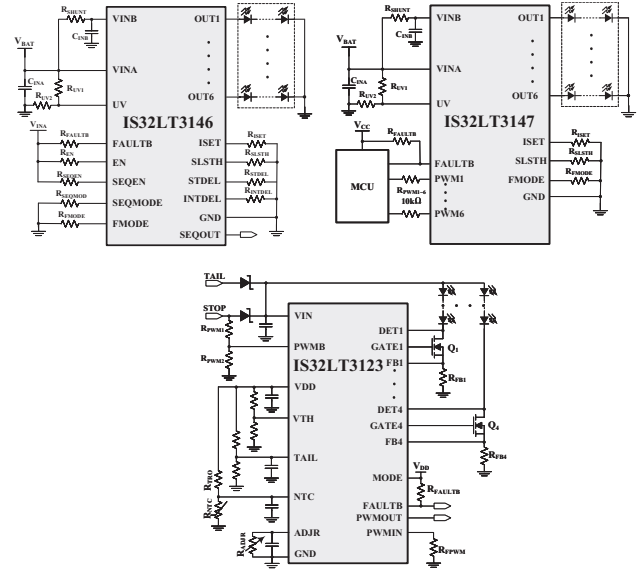 RSHUNT
VINB
OUT1
CINB
VBAT
VINA
CINA
RUV1
RUV2
UV
OUT6
IS32LT3146
VINA
RFAULTB
FAULTB
ISET
RISET
REN
EN
SLSTH
RSLSTH
RSEQEN
SEQEN
STDEL
RSTDEL
RSEQMOD
SEQMODE
INTDEL
RINTDEL
RFMODE
FMODE
GND
SEQOUT
RSHUNT
VINB
OUT1
CINB
VBAT
VINA
CINA
RUV1
RUV2
UV
OUT6
IS32LT3147
VCC
RFAULTB
ISET
RISET
FAULTB
SLSTH
RSLSTH
MCU
PWM1
FMODE
RFMODE
RPWM1-6
10kΩ
GND
PWM6
TAIL
STOP
VIN
RPWM1
DET1
PWMB
GATE1
Q1
RPWM2
IS32LT3123
FB1
RFB1
VDD
VTH
DET4
GATE4
Q4
TAIL
FB4
RFB4
VDD
RTRO
MODE
RNTC
NTC
RFAULTB
FAULTB
PWMOUT
RADJR
ADJR
PWMIN
GND
RFPWM